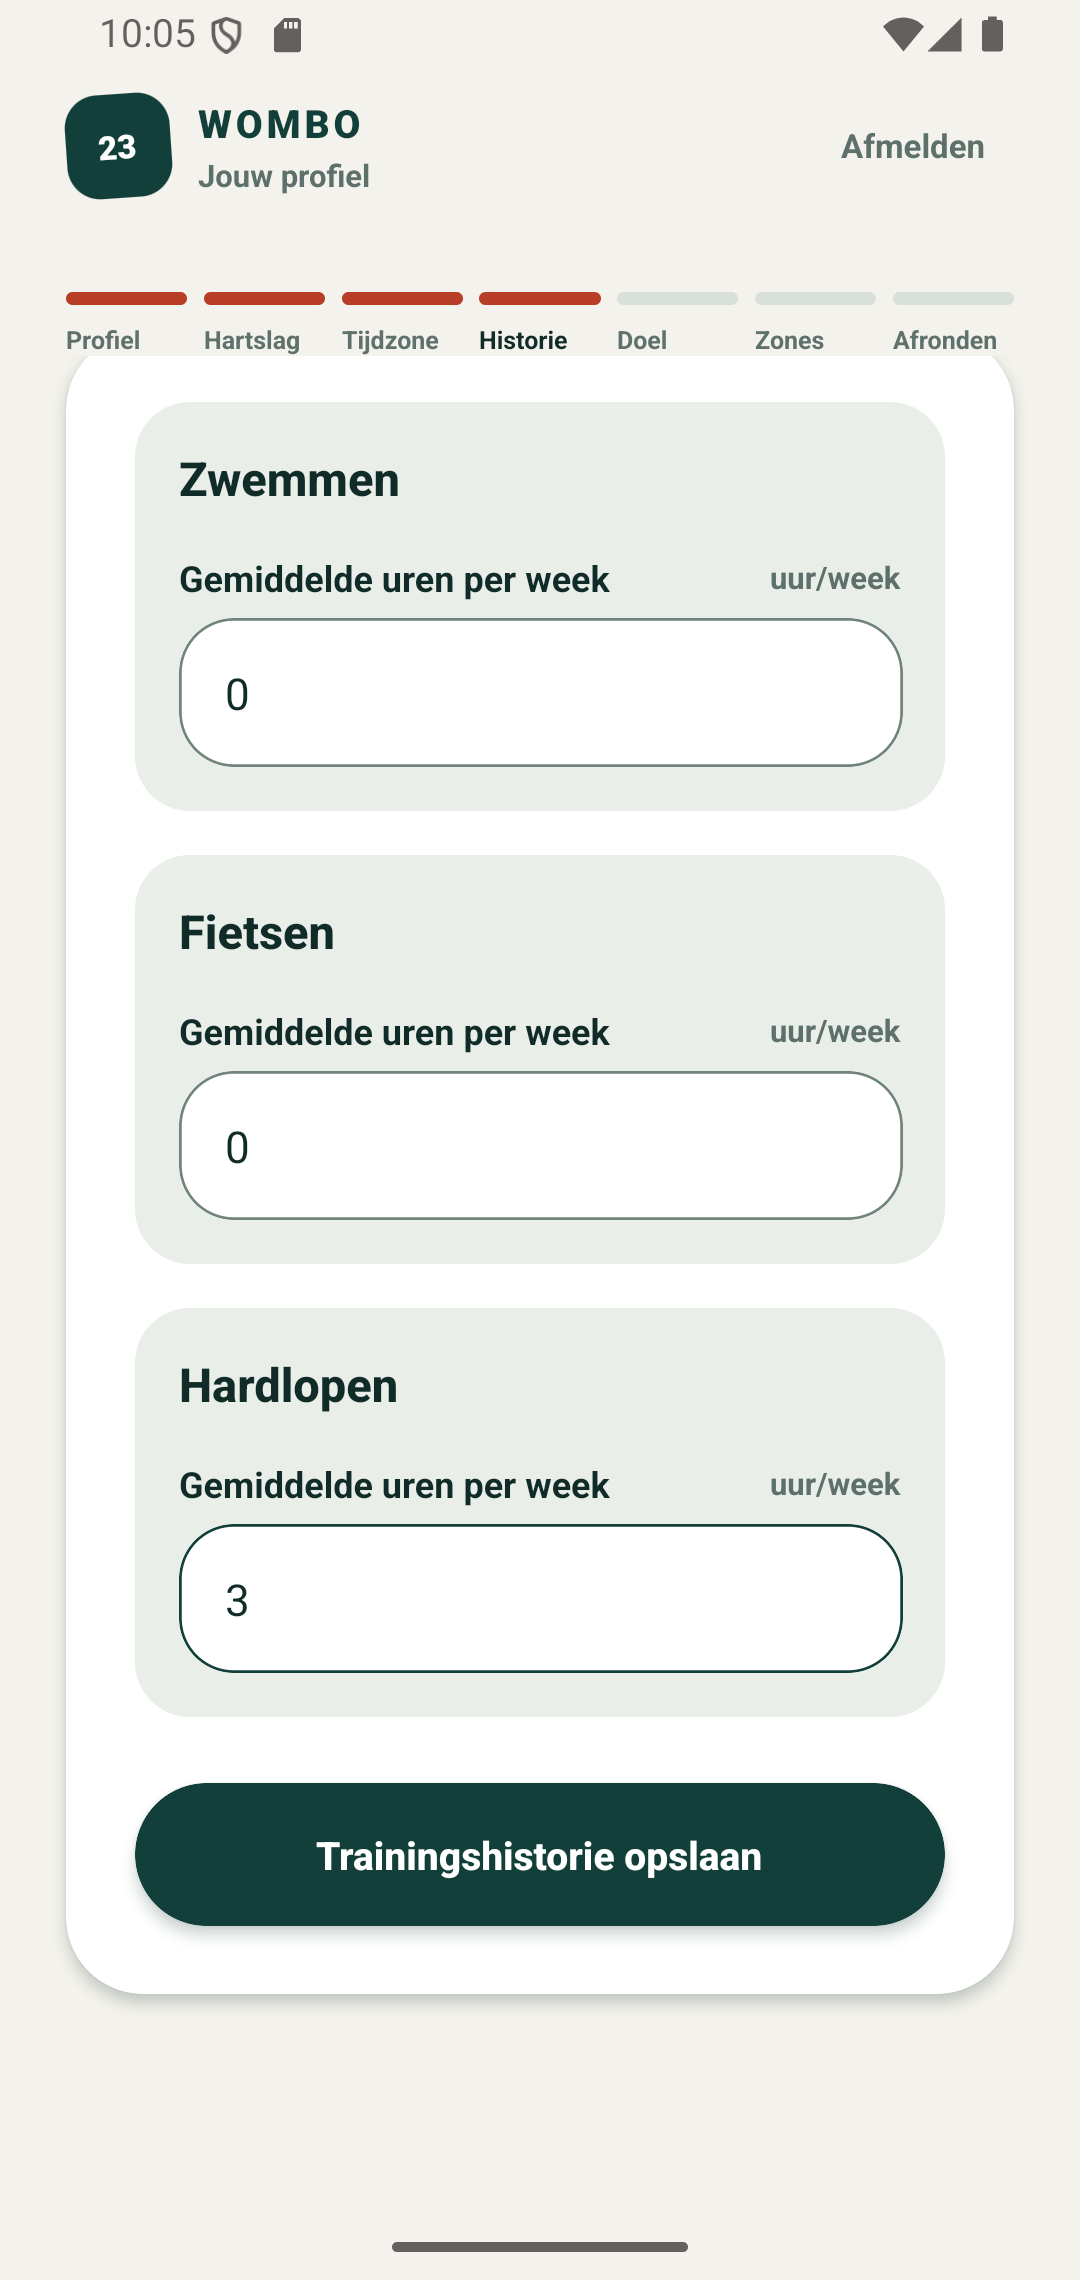 10:05
23
WOMBO
Jouw profiel
Afmelden
Profiel Hartslag Tijdzone Historie Doel Zones Afronden
Zwemmen
Gemiddelde uren per week uur/week
0
Fietsen
Gemiddelde uren per week uur/week
0
Hardlopen
Gemiddelde uren per week uur/week
3
Trainingshistorie opslaan